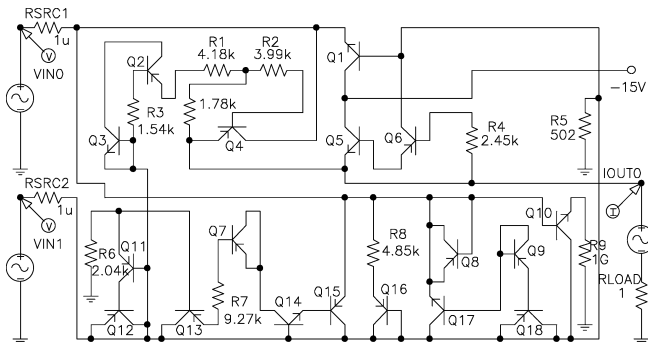 RSRC1
1u
V
VIN0
Q2
R1
4.18k
R2
3.99k
Q1
R3
1.54k
1.78k
Q3
Q4
Q5
Q6
R4
2.45k
-15V
R5
502
RSRC2
1u
V
VIN1
IOUT0
I
R6
2.04k
Q11
Q7
R7
9.27k
R8
4.85k
Q8
Q9
Q10
R9
1G
RLOAD
1
Q12
Q13
Q14
Q15
Q16
Q17
Q18